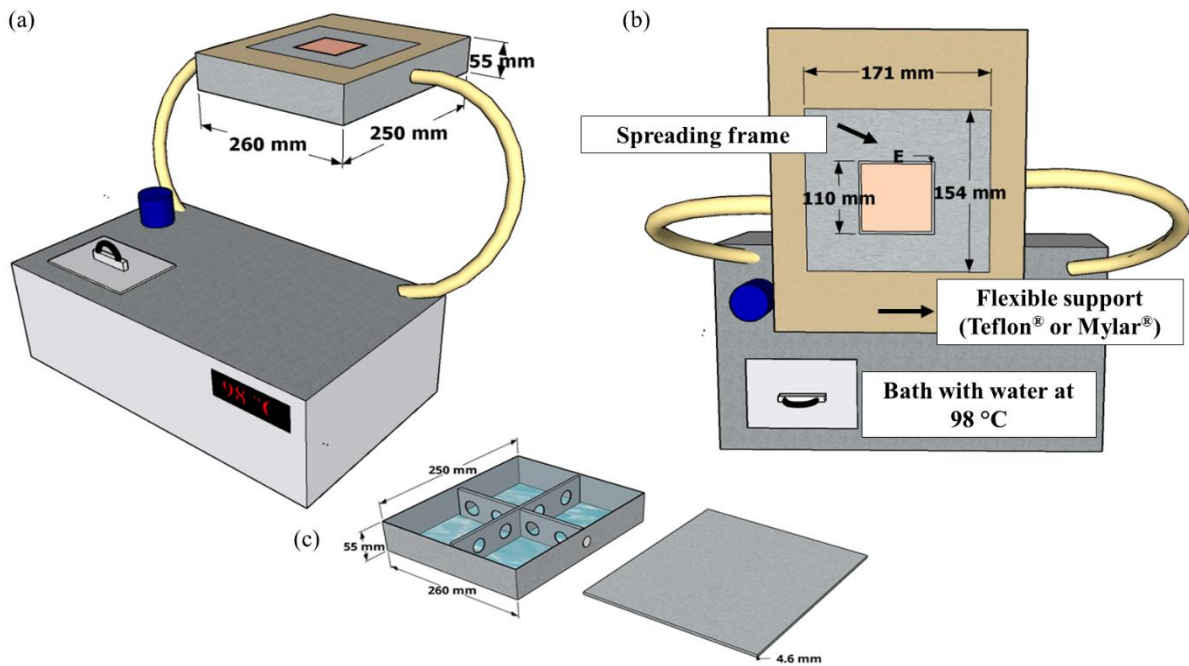 (a)
55 mm
260 mm
250 mm
98 °C
(b)
171 mm
Spreading frame
E
110 mm
154 mm
Flexible support
(Teflon® or Mylar®)
Bath with water at
98 °C
(c)
250 mm
55 mm
260 mm
4.6 mm